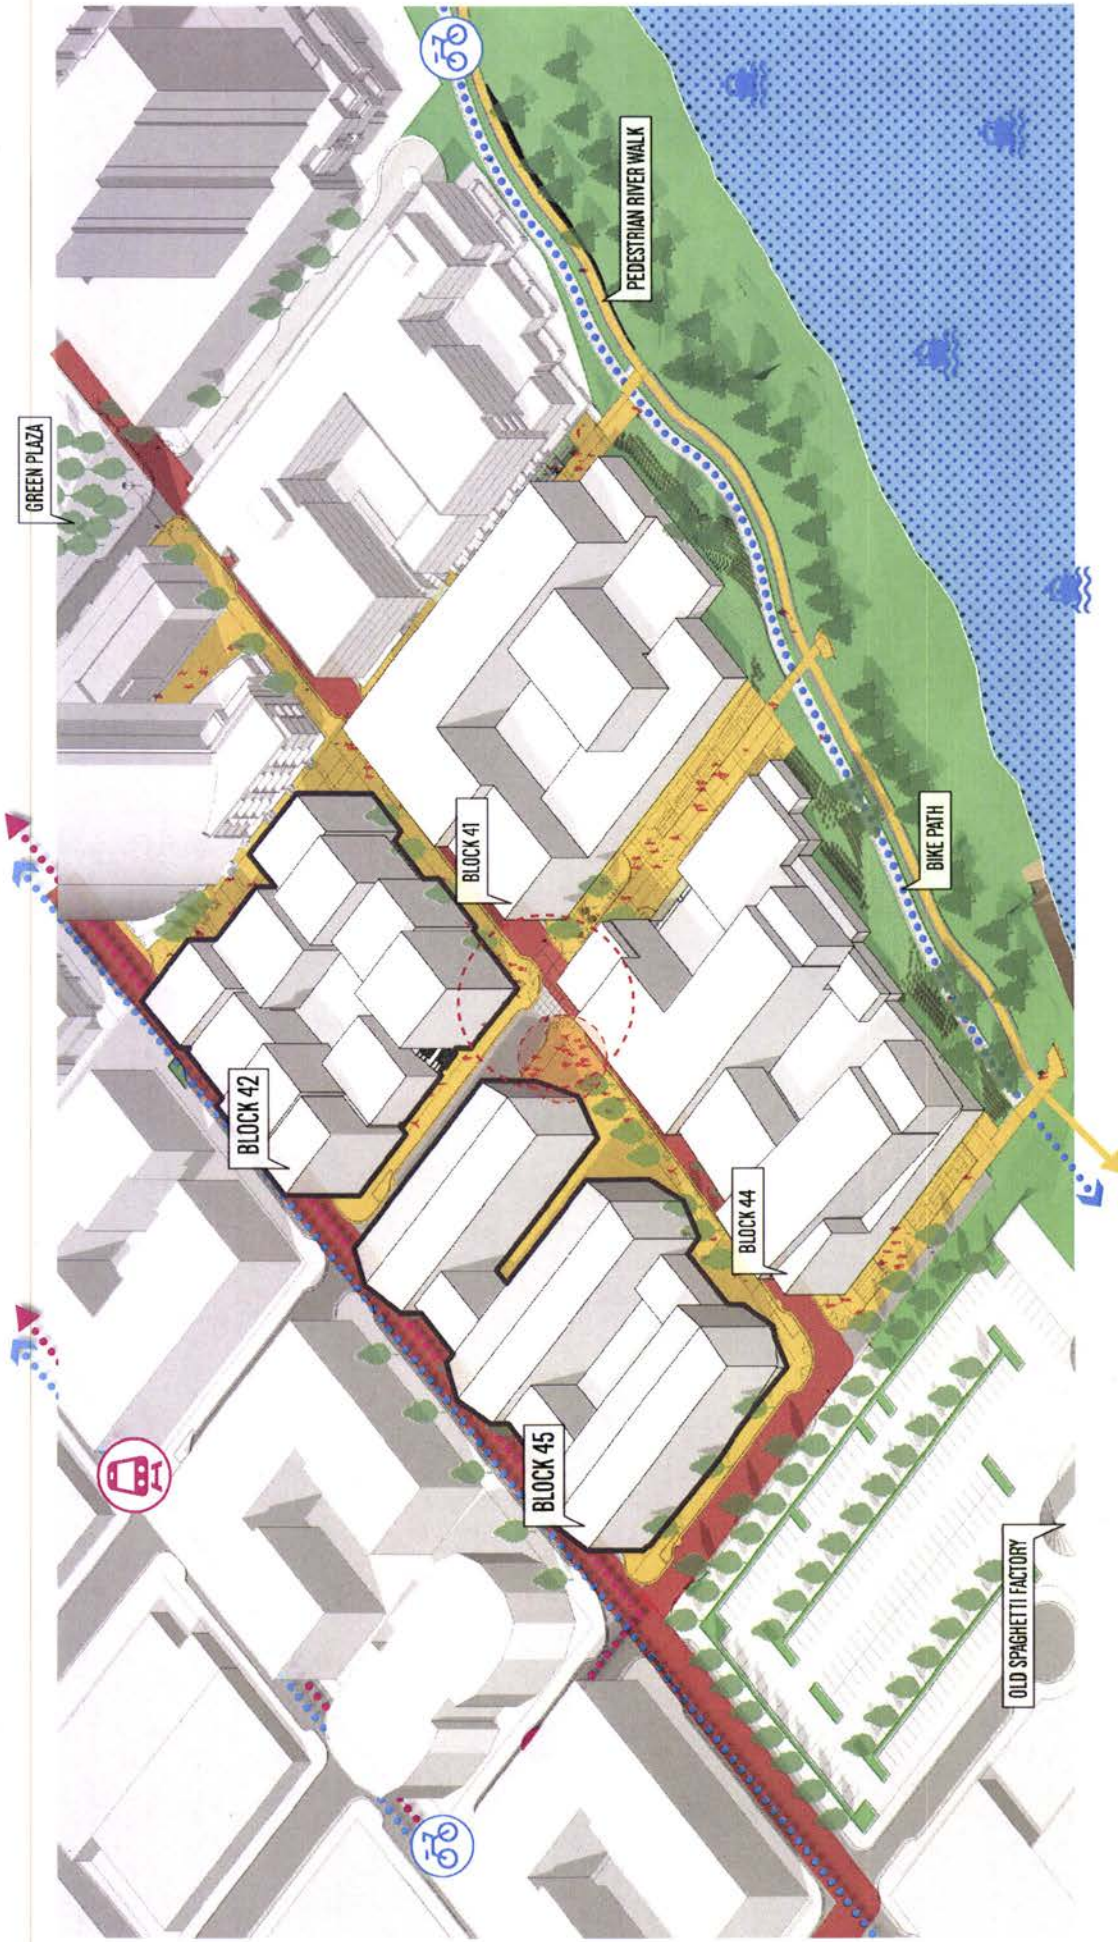 GREEN PLAZA
PEDESTRIAN RIVER WALK
BLOCK 41
BIKE PATH
BLOCK 42
BLOCK 44
BLOCK 45
OLD SPAGHETTI FACTORY